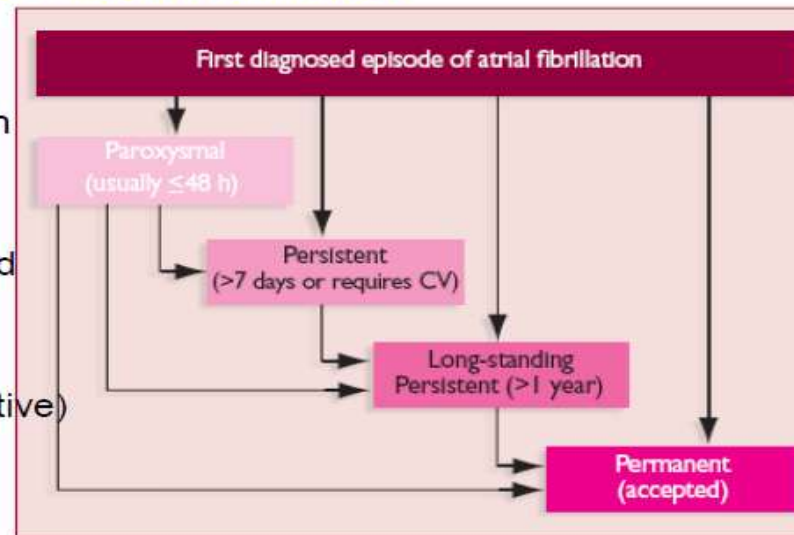 First diagnosed episode of atrial fibrillation
Paroxysmal
(usually ≤48 h)
Persistent
(>7 days or requires CV)
Long-standing
Persistent (>1 year)
tive)
Permanent
(accepted)